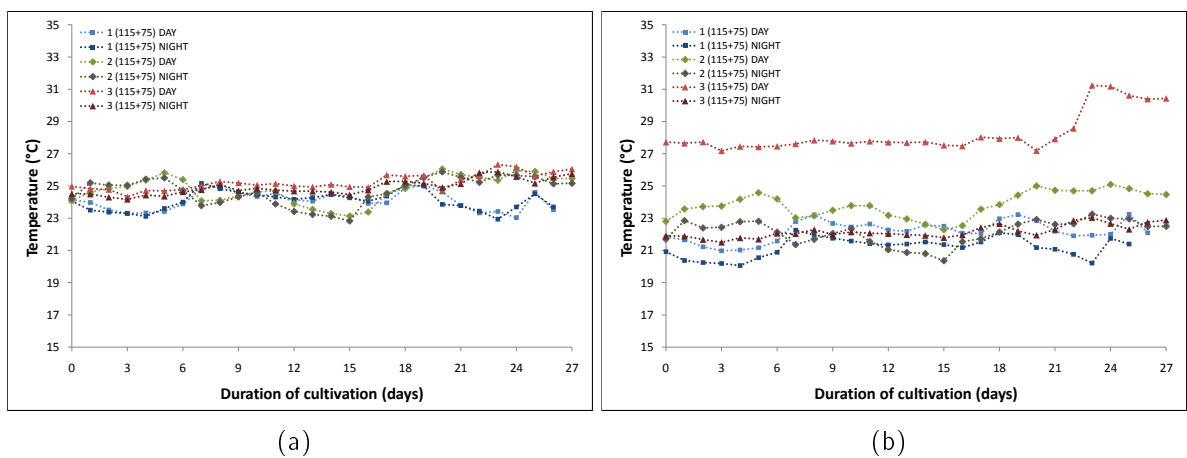 35
33
31
29
27
25
23
21
19
17
15
Temperature (°C)
1 (115+75) DAY
1 (115+75) NIGHT
2 (115+75) DAY
2 (115+75) NIGHT
3 (115+75) DAY
3 (115+75) NIGHT
0 3 6 9 12 15 18 21 24 27
Duration of cultivation (days)
(a)
35
33
31
29
27
25
23
21
19
17
15
Temperature (°C)
1 (115+75) DAY
1 (115+75) NIGHT
2 (115+75) DAY
2 (115+75) NIGHT
3 (115+75) DAY
3 (115+75) NIGHT
0 3 6 9 12 15 18 21 24 27
Duration of cultivation (days)
(b)